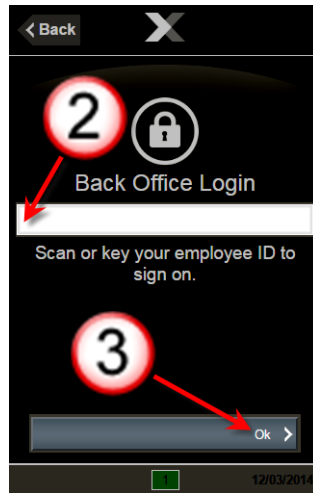 Back
2
Back Office Login
Scan or key your employee ID to
sign on.
3
Ok
1 12/03/2014